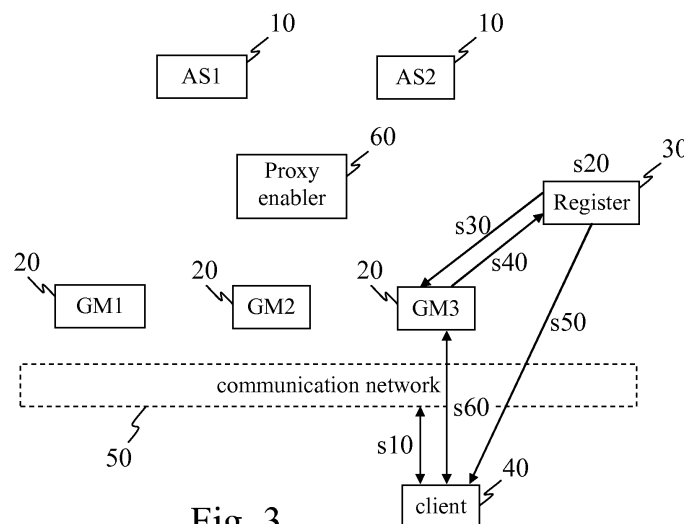 10
10
AS1
AS2
60
30
s20
Proxy
enabler
Register
s30
s40
20
20
20
GM1
GM2
GM3
s50
communication network
s60
50
s10
40
client
Fig. 3